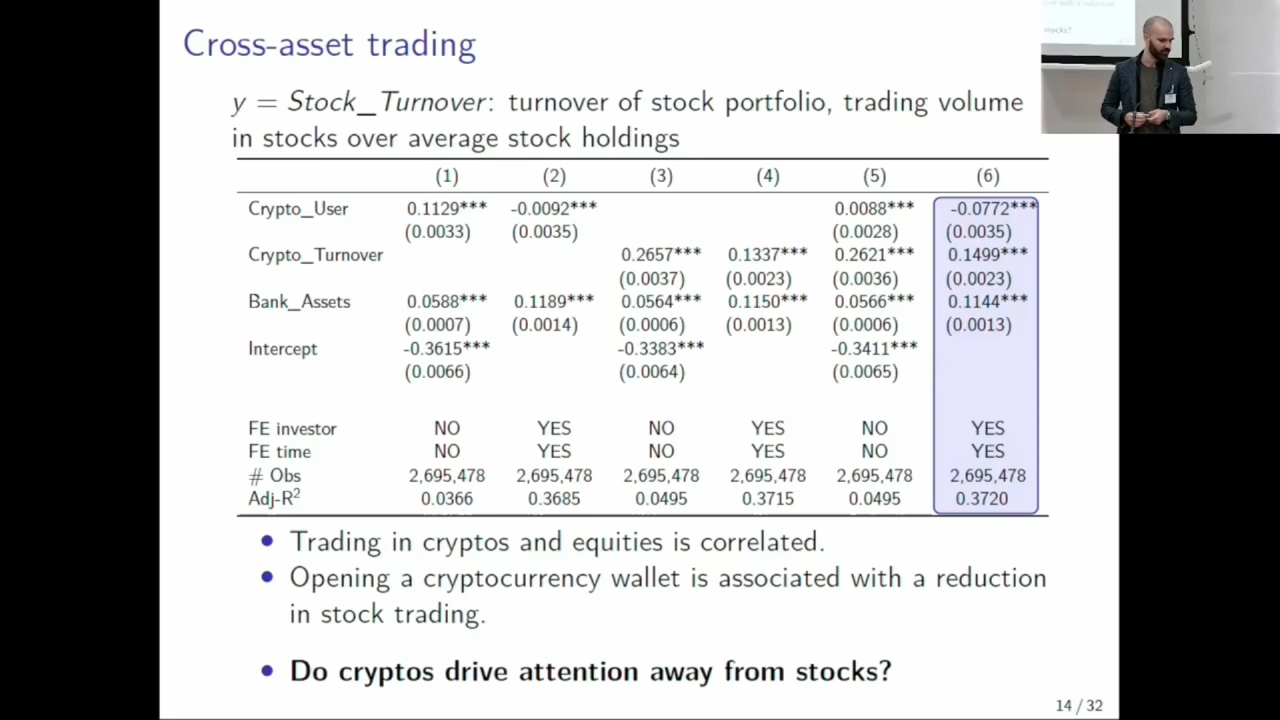 Cross-asset trading
y = Stock_Turnover: turnover of stock portfolio, trading volume
in stocks over average stock holdings
(1) (2) (3) (4) (5) (6)
Crypto_User 0.1129*** -0.0092*** 0.0088*** -0.0772***
(0.0033) (0.0035) (0.0028) (0.0035)
Crypto_Turnover 0.2657*** 0.1337*** 0.2621*** 0.1499***
(0.0037) (0.0023) (0.0036) (0.0023)
Bank_Assets 0.0588*** 0.1189*** 0.0564*** 0.1150*** 0.0566*** 0.1144***
(0.0007) (0.0014) (0.0006) (0.0013) (0.0006) (0.0013)
Intercept -0.3615*** -0.3383*** -0.3411***
(0.0066) (0.0064) (0.0065)
FE investor NO YES NO YES NO YES
FE time NO YES NO YES NO YES
# Obs 2,695,478 2,695,478 2,695,478 2,695,478 2,695,478 2,695,478
Adj-R² 0.0366 0.3685 0.0495 0.3715 0.0495 0.3720
• Trading in cryptos and equities is correlated.
• Opening a cryptocurrency wallet is associated with a reduction
in stock trading.
• Do cryptos drive attention away from stocks?
14 / 32